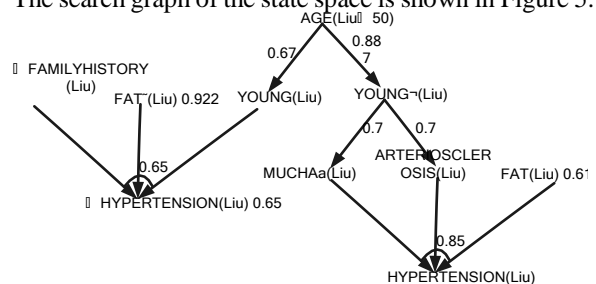 The search graph of the state space is shown in Figure 5.
AGE(Liu▯ 50)
0.67
0.88
7
▯ FAMILYHISTORY
(Liu)
FAT¯(Liu) 0.922
YOUNG(Liu)
YOUNG¬(Liu)
0.7
0.7
0.65
MUCHAa(Liu)
ARTERIOSCLER
OSIS(Liu)
FAT(Liu) 0.61
▯ HYPERTENSION(Liu) 0.65
0.85
HYPERTENSION(Liu)